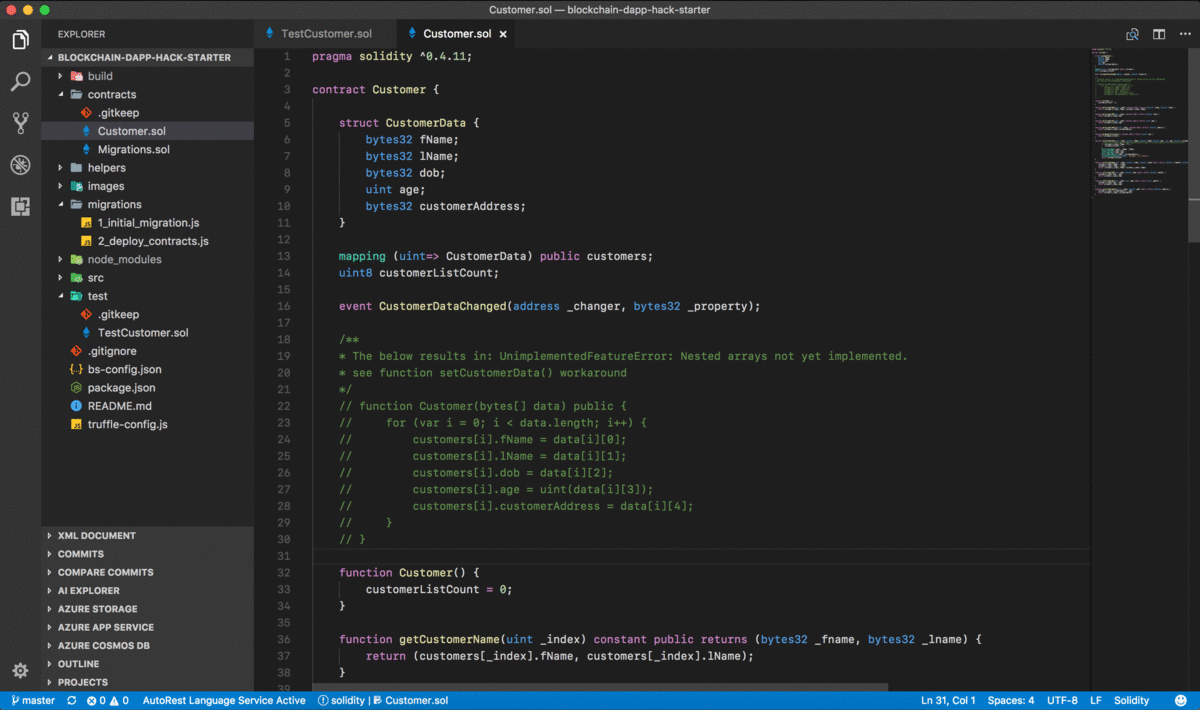 Customer.sol — blockchain-dapp-hack-starter
EXPLORER
BLOCKCHAIN-DAPP-HACK-STARTER
build
contracts
.gitkeep
Customer.sol
Migrations.sol
helpers
images
migrations
JS 1_initial_migration.js
JS 2_deploy_contracts.js
node_modules
src
test
.gitkeep
TestCustomer.sol
.gitignore
{..} bs-config.json
package.json
README.md
JS truffle-config.js
XML DOCUMENT
COMMITS
COMPARE COMMITS
AI EXPLORER
AZURE STORAGE
AZURE APP SERVICE
AZURE COSMOS DB
OUTLINE
PROJECTS
TestCustomer.sol
Customer.sol
1 pragma solidity ^0.4.11;
2
3 contract Customer {
4
5 struct CustomerData {
6 bytes32 fName;
7 bytes32 lName;
8 bytes32 dob;
9 uint age;
10 bytes32 customerAddress;
11 }
12
13 mapping (uint=> CustomerData) public customers;
14 uint8 customerListCount;
15
16 event CustomerDataChanged(address _changer, bytes32 _property);
17
18 /**
19 * The below results in: UnimplementedFeatureError: Nested arrays not yet implemented.
20 * see function setCustomerData() workaround
21 */
22 // function Customer(bytes[] data) public {
23 // for (var i = 0; i < data.length; i++) {
24 // customers[i].fName = data[i][0];
25 // customers[i].lName = data[i][1];
26 // customers[i].dob = data[i][2];
27 // customers[i].age = uint(data[i][3]);
28 // customers[i].customerAddress = data[i][4];
29 // }
30 // }
31
32 function Customer() {
33 customerListCount = 0;
34 }
35
36 function getCustomerName(uint _index) constant public returns (bytes32 _fname, bytes32 _lname) {
37 return (customers[_index].fName, customers[_index].lName);
38 }
39
master
0
0
AutoRest Language Service Active
solidity | Customer.sol
Ln 31, Col 1
Spaces: 4
UTF-8
LF
Solidity